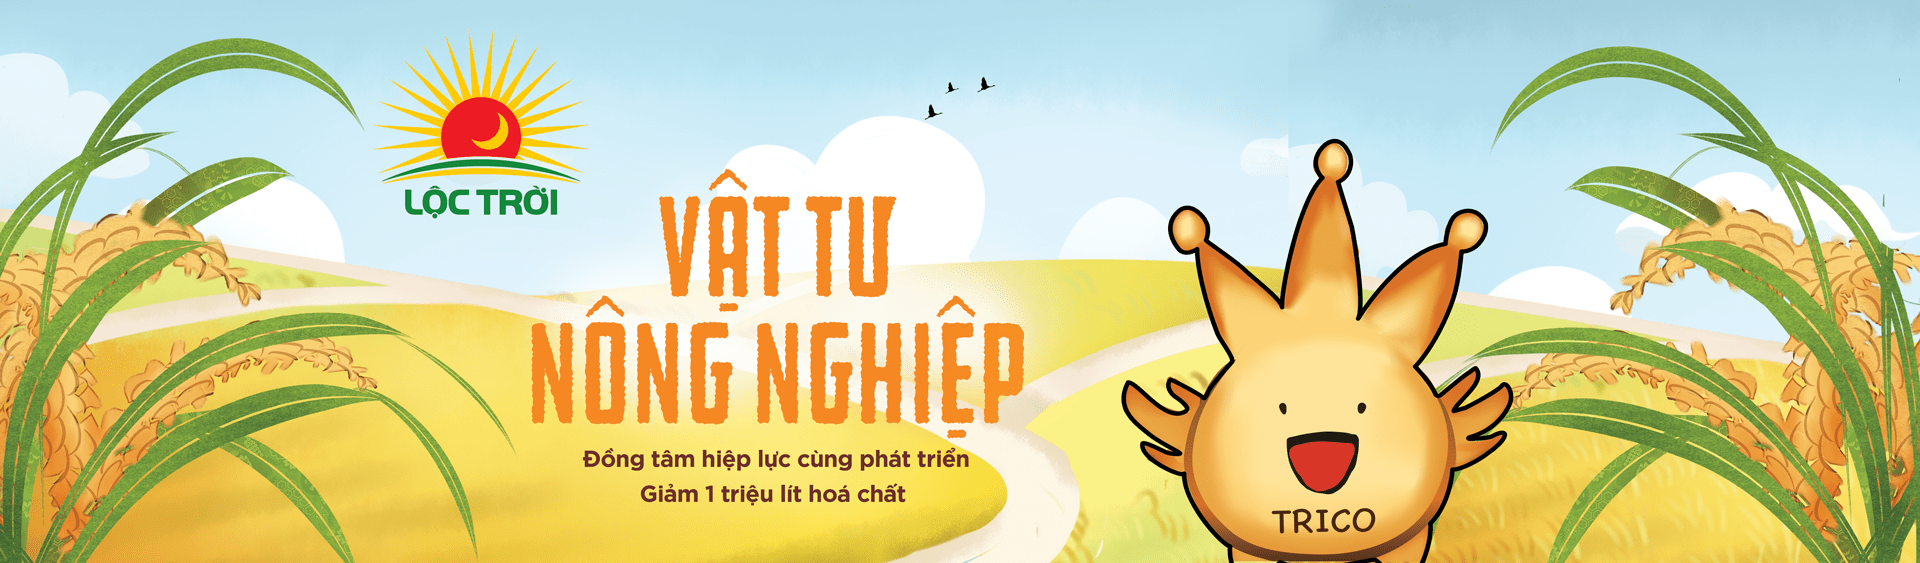 LỘC TRỜI
VẬT TƯ
NÔNG NGHIỆP
Đồng tâm hiệp lực cùng phát triển
Giảm 1 triệu lít hoá chất
TRICO